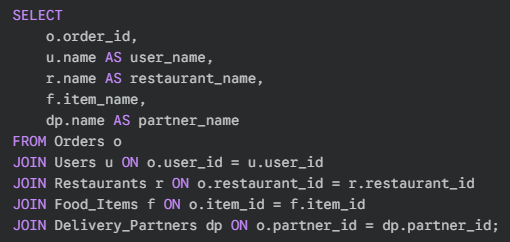 SELECT
    o.order_id,
    u.name AS user_name,
    r.name AS restaurant_name,
    f.item_name,
    dp.name AS partner_name
FROM Orders o
JOIN Users u ON o.user_id = u.user_id
JOIN Restaurants r ON o.restaurant_id = r.restaurant_id
JOIN Food_Items f ON o.item_id = f.item_id
JOIN Delivery_Partners dp ON o.partner_id = dp.partner_id;